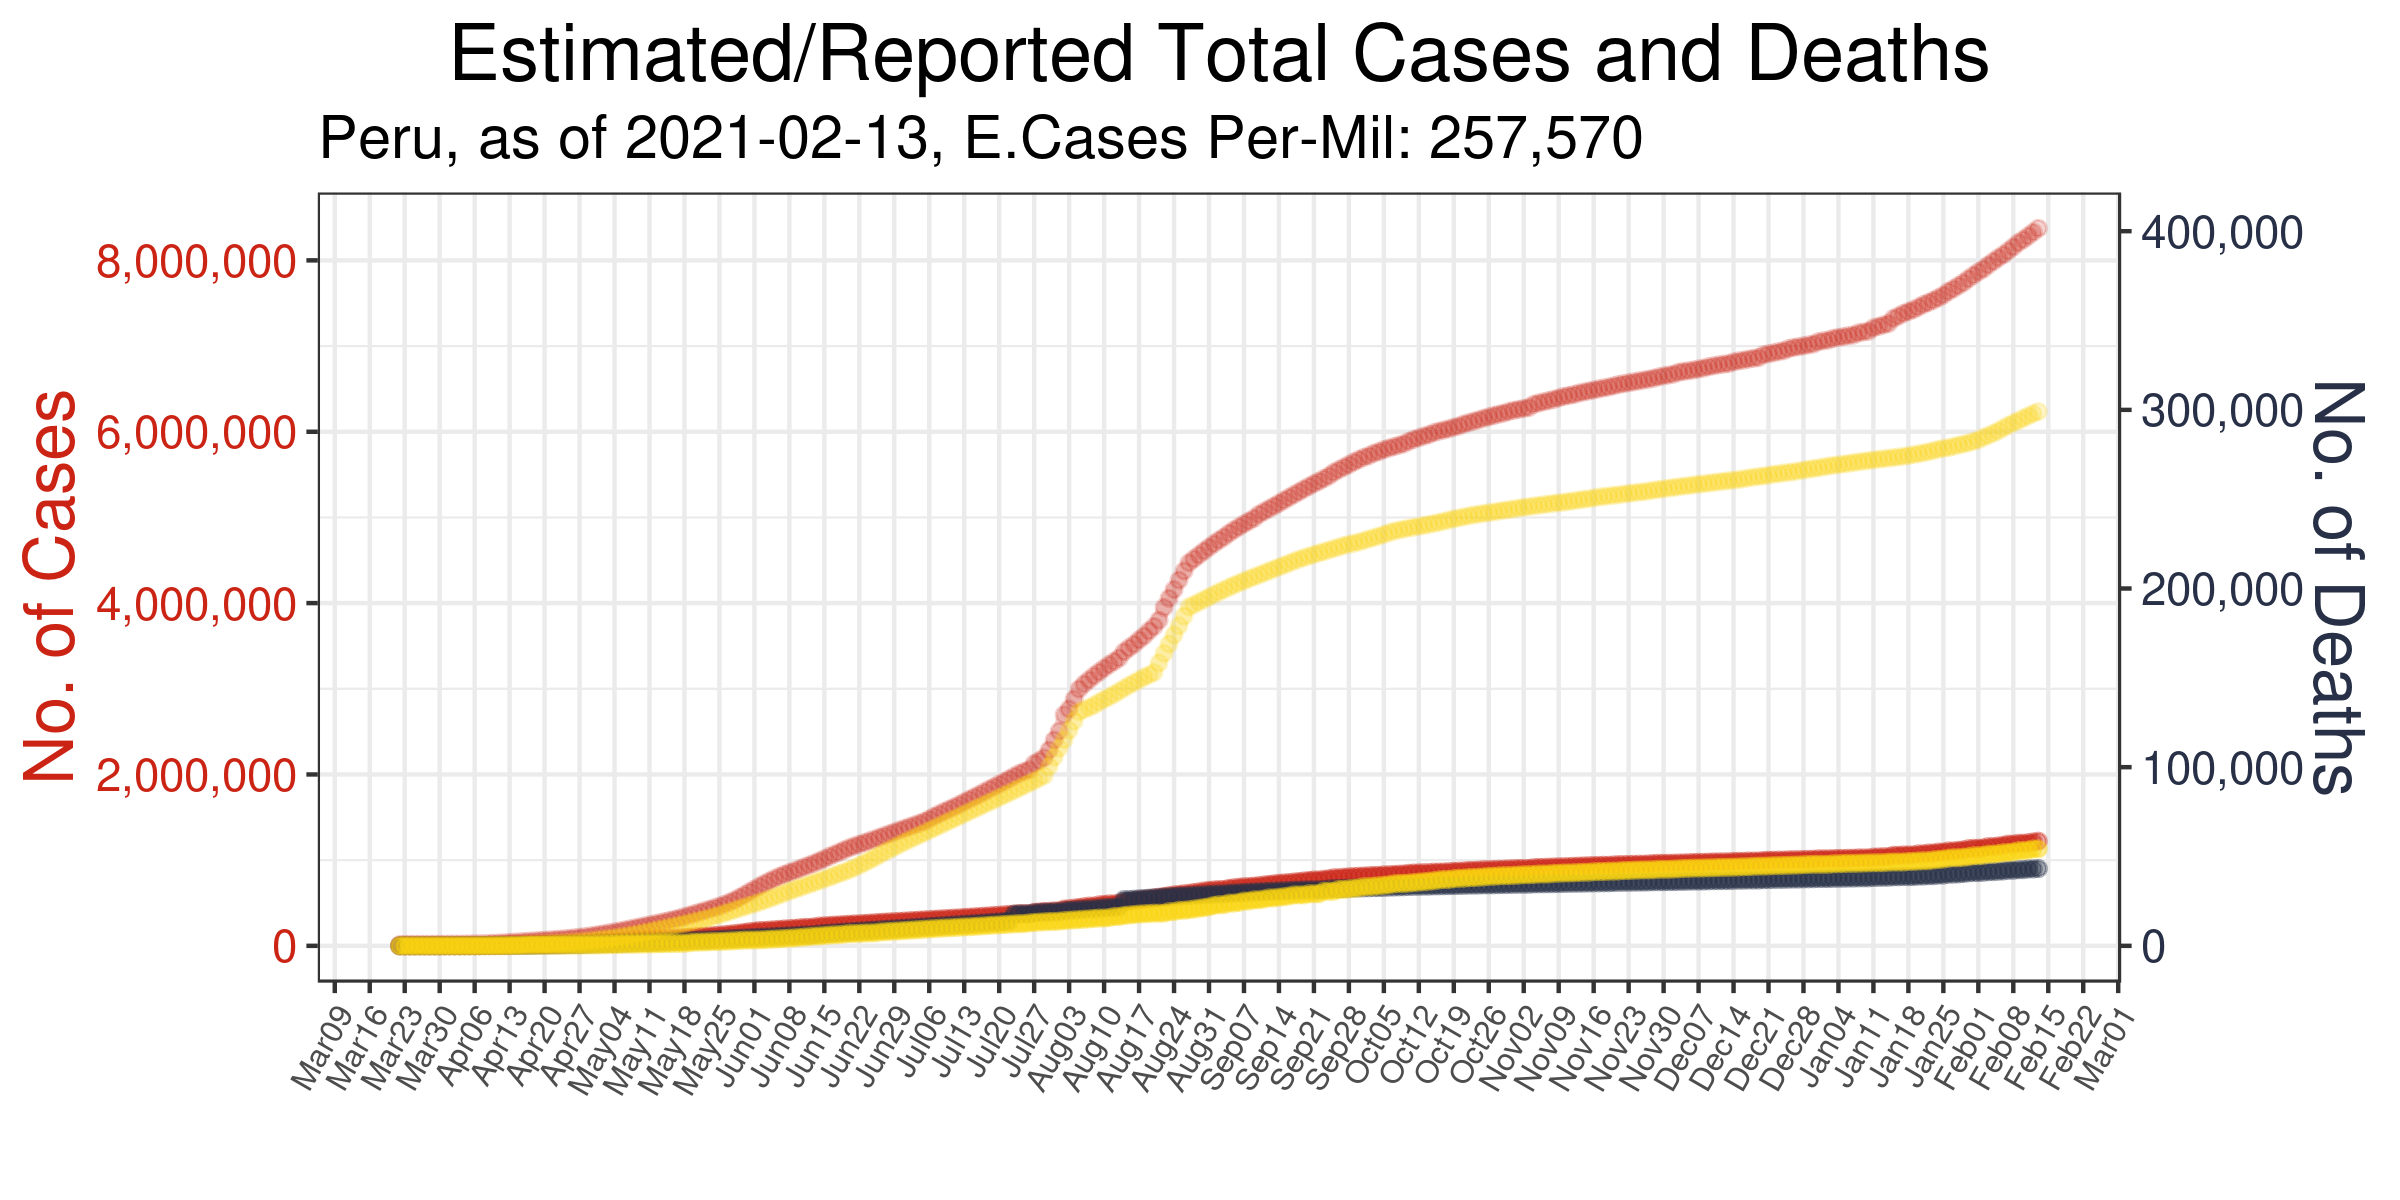 Estimated/Reported Total Cases and Deaths
Peru, as of 2021-02-13, E.Cases Per-Mil: 257,570
No. of Cases
8,000,000
6,000,000
4,000,000
2,000,000
0
400,000
300,000
200,000
100,000
0
No. of Deaths
Mar09
Mar16
Mar23
Mar30
Apr06
Apr13
Apr20
Apr27
May04
May11
May18
May25
Jun01
Jun08
Jun15
Jun22
Jun29
Jul06
Jul13
Jul20
Jul27
Aug03
Aug10
Aug17
Aug24
Aug31
Sep07
Sep14
Sep21
Sep28
Oct05
Oct12
Oct19
Oct26
Nov02
Nov09
Nov16
Nov23
Nov30
Dec07
Dec14
Dec21
Dec28
Dec04
Jan11
Jan18
Jan25
Feb01
Feb08
Feb15
Feb22
Mar01